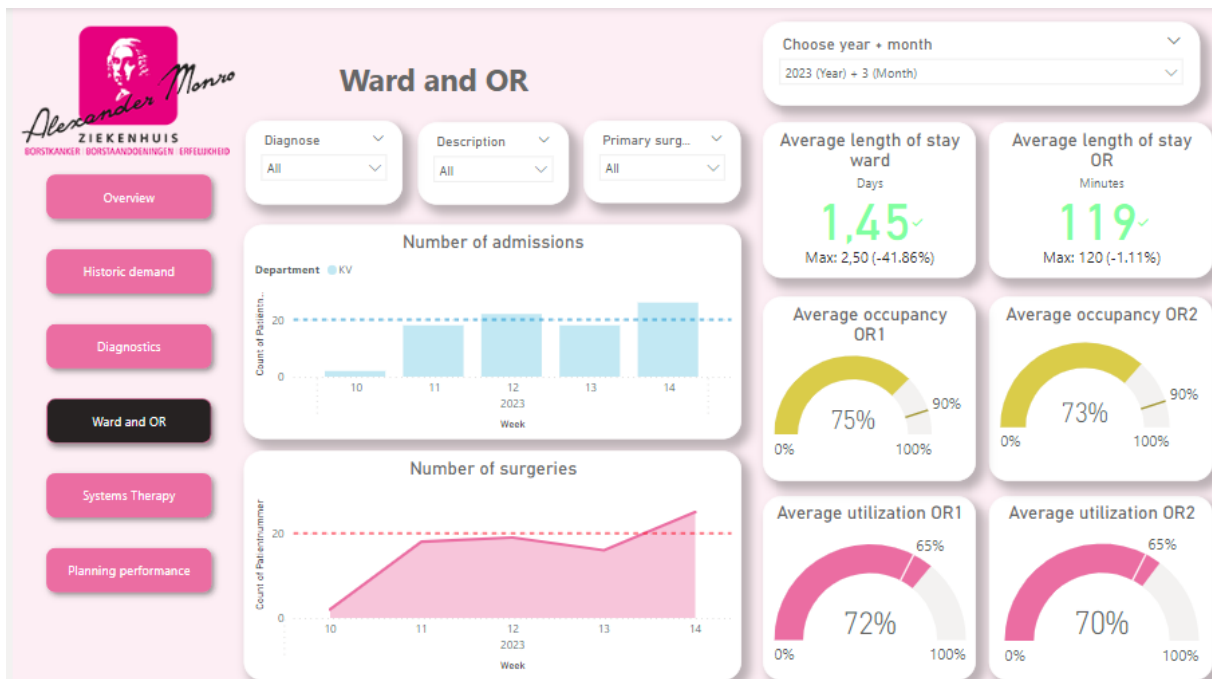 Alexander Monro
ZIEKENHUIS
BORSTKANKER · BORSTAANDOENINGEN · ERFELIJKHEID
Overview
Historic demand
Diagnostics
Ward and OR
Systems Therapy
Planning performance
Ward and OR
Choose year + month
2023 (Year) + 3 (Month)
Diagnose
All
Description
All
Primary surg...
All
Number of admissions
Department KV
Count of Patiëntn...
20
0
10 11 12 13 14
2023
Week
Number of surgeries
Count of Patientnummer
20
0
10 11 12 13 14
2023
Week
Average length of stay
ward
Days
1,45
Max: 2,50 (-41.86%)
Average length of stay
OR
Minutes
119
Max: 120 (-1.11%)
Average occupancy
OR1
90%
75%
0% 100%
Average occupancy OR2
90%
73%
0% 100%
Average utilization OR1
65%
72%
0% 100%
Average utilization OR2
65%
70%
0% 100%